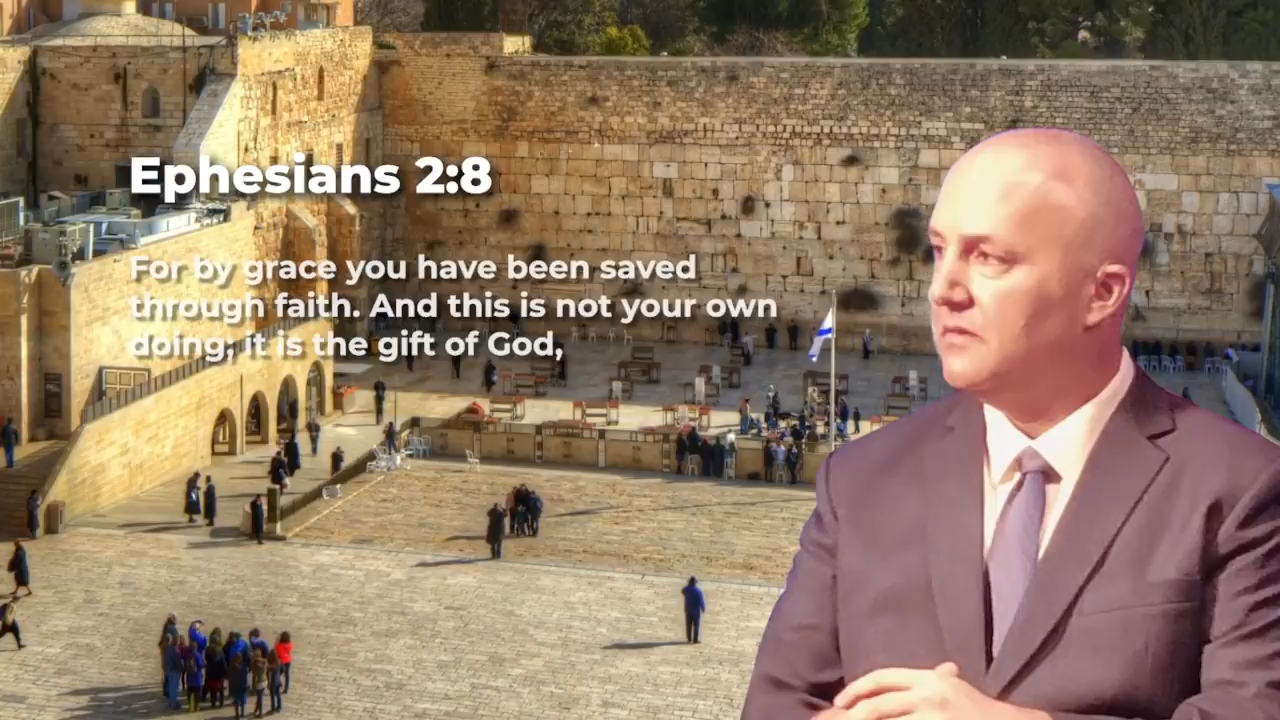 Ephesians 2:8
For by grace you have been saved
through faith. And this is not your own
doing; it is the gift of God,